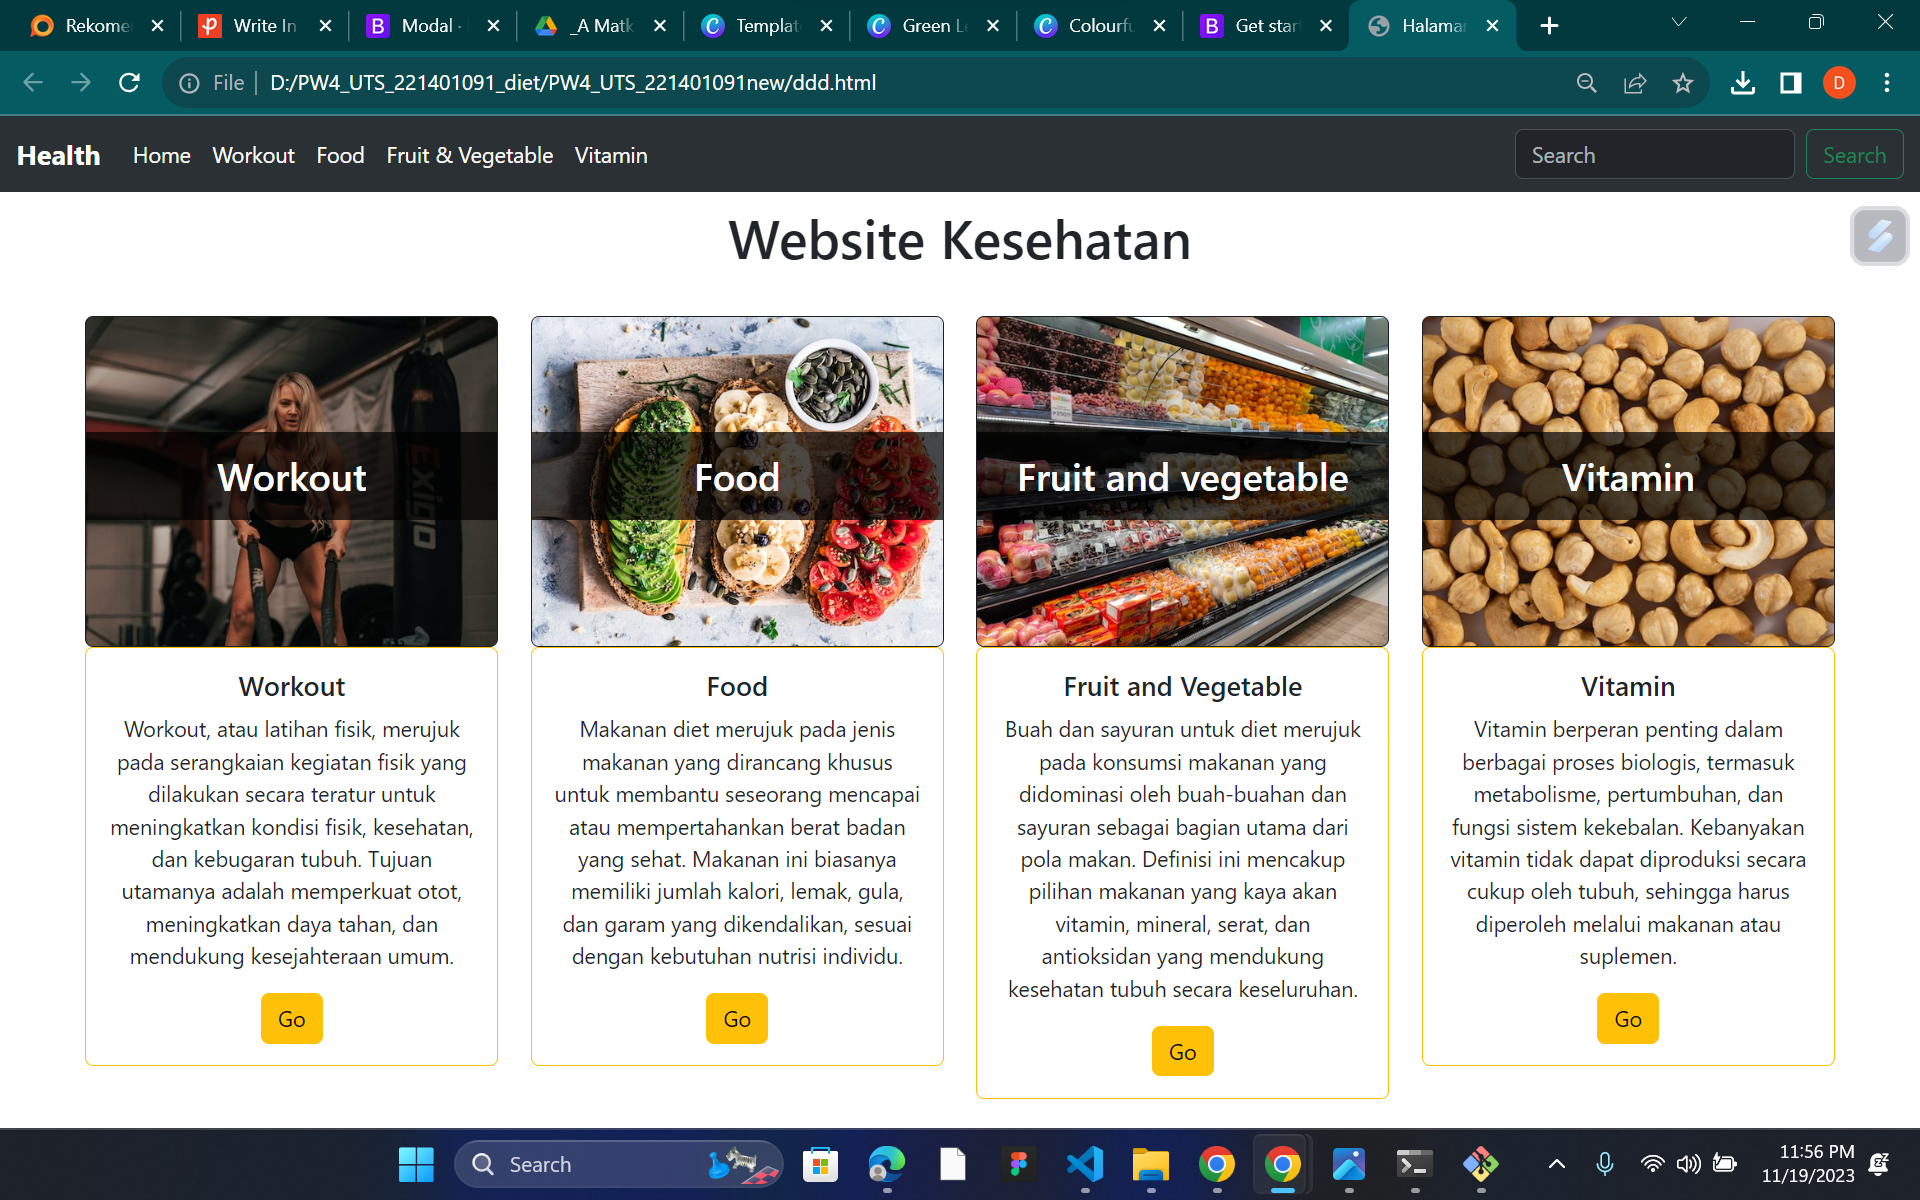 Rekome
Write In
Modal -
_A Matk
Templat
Green Le
Colourfu
Get star
Halaman
File
D:/PW4_UTS_221401091_diet/PW4_UTS_221401091new/ddd.html
D
Health
Home
Workout
Food
Fruit & Vegetable
Vitamin
Search
Search
Website Kesehatan
EXIGO
Workout
Food
Fruit and vegetable
Vitamin
Workout
Workout, atau latihan fisik, merujuk
pada serangkaian kegiatan fisik yang
dilakukan secara teratur untuk
meningkatkan kondisi fisik, kesehatan,
dan kebugaran tubuh. Tujuan
utamanya adalah memperkuat otot,
meningkatkan daya tahan, dan
mendukung kesejahteraan umum.
Go
Food
Makanan diet merujuk pada jenis
makanan yang dirancang khusus
untuk membantu seseorang mencapai
atau mempertahankan berat badan
yang sehat. Makanan ini biasanya
memiliki jumlah kalori, lemak, gula,
dan garam yang dikendalikan, sesuai
dengan kebutuhan nutrisi individu.
Go
Fruit and Vegetable
Buah dan sayuran untuk diet merujuk
pada konsumsi makanan yang
didominasi oleh buah-buahan dan
sayuran sebagai bagian utama dari
pola makan. Definisi ini mencakup
pilihan makanan yang kaya akan
vitamin, mineral, serat, dan
antioksidan yang mendukung
kesehatan tubuh secara keseluruhan.
Go
Vitamin
Vitamin berperan penting dalam
berbagai proses biologis, termasuk
metabolisme, pertumbuhan, dan
fungsi sistem kekebalan. Kebanyakan
vitamin tidak dapat diproduksi secara
cukup oleh tubuh, sehingga harus
diperoleh melalui makanan atau
suplemen.
Go
Search
11:56 PM
11/19/2023